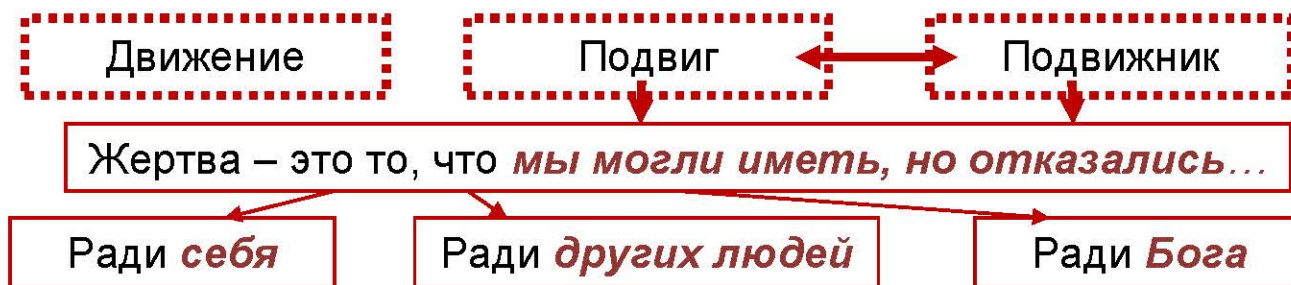 Движение Подвиг Подвижник
Жертва – это то, что мы могли иметь, но отказались…
Ради себя Ради других людей Ради Бога